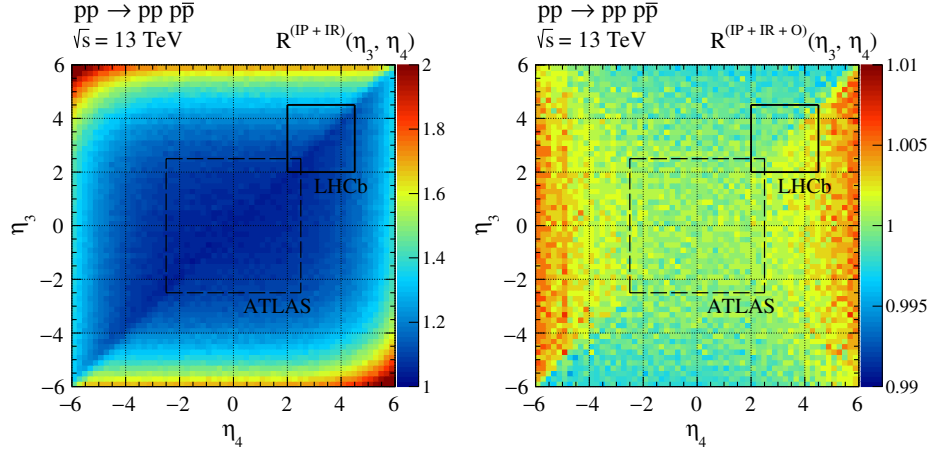 pp → pp pp̅
√s = 13 TeV
R^(IP + IR)(η₃, η₄)
η₃
6
4
2
0
−2
−4
−6
−6 −4 −2 0 2 4 6
η₄
LHCb
ATLAS
2
1.8
1.6
1.4
1.2
1
pp → pp pp̅
√s = 13 TeV
R^(IP + IR + O)(η₃, η₄)
η₃
6
4
2
0
−2
−4
−6
−6 −4 −2 0 2 4 6
η₄
LHCb
ATLAS
1.01
1.005
1
0.995
0.99